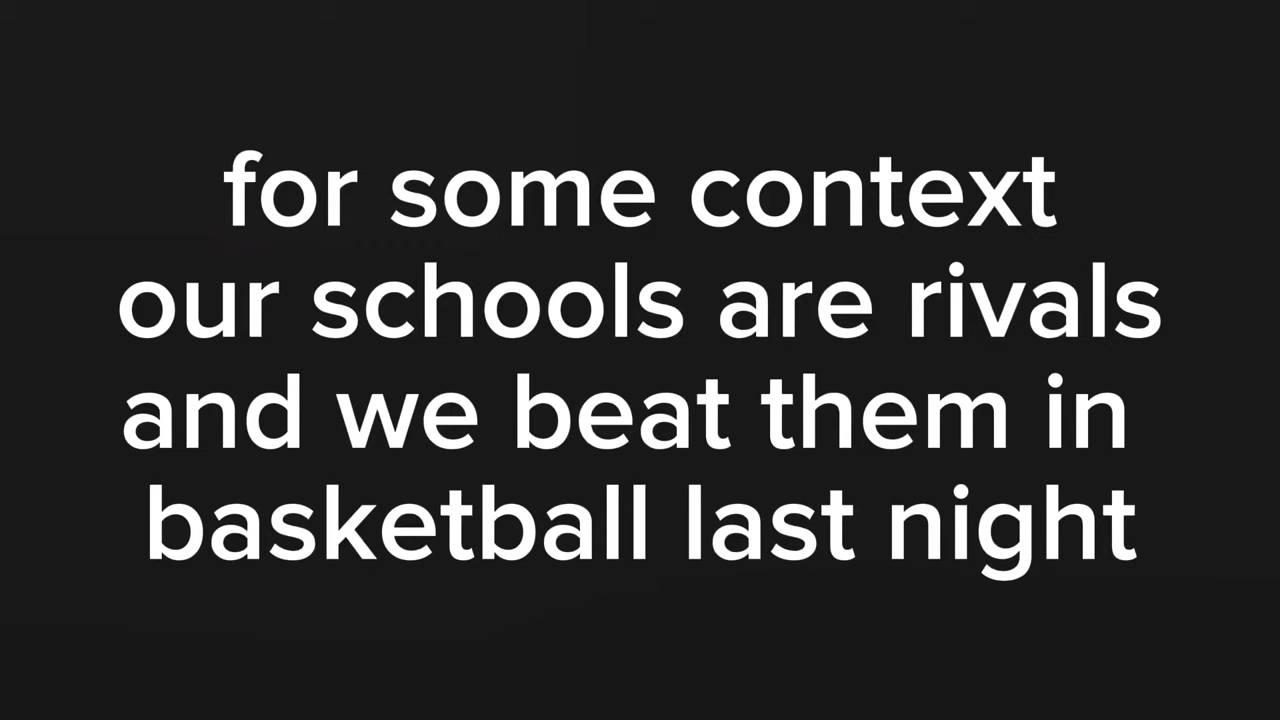 for some context
our schools are rivals
and we beat them in
basketball last night